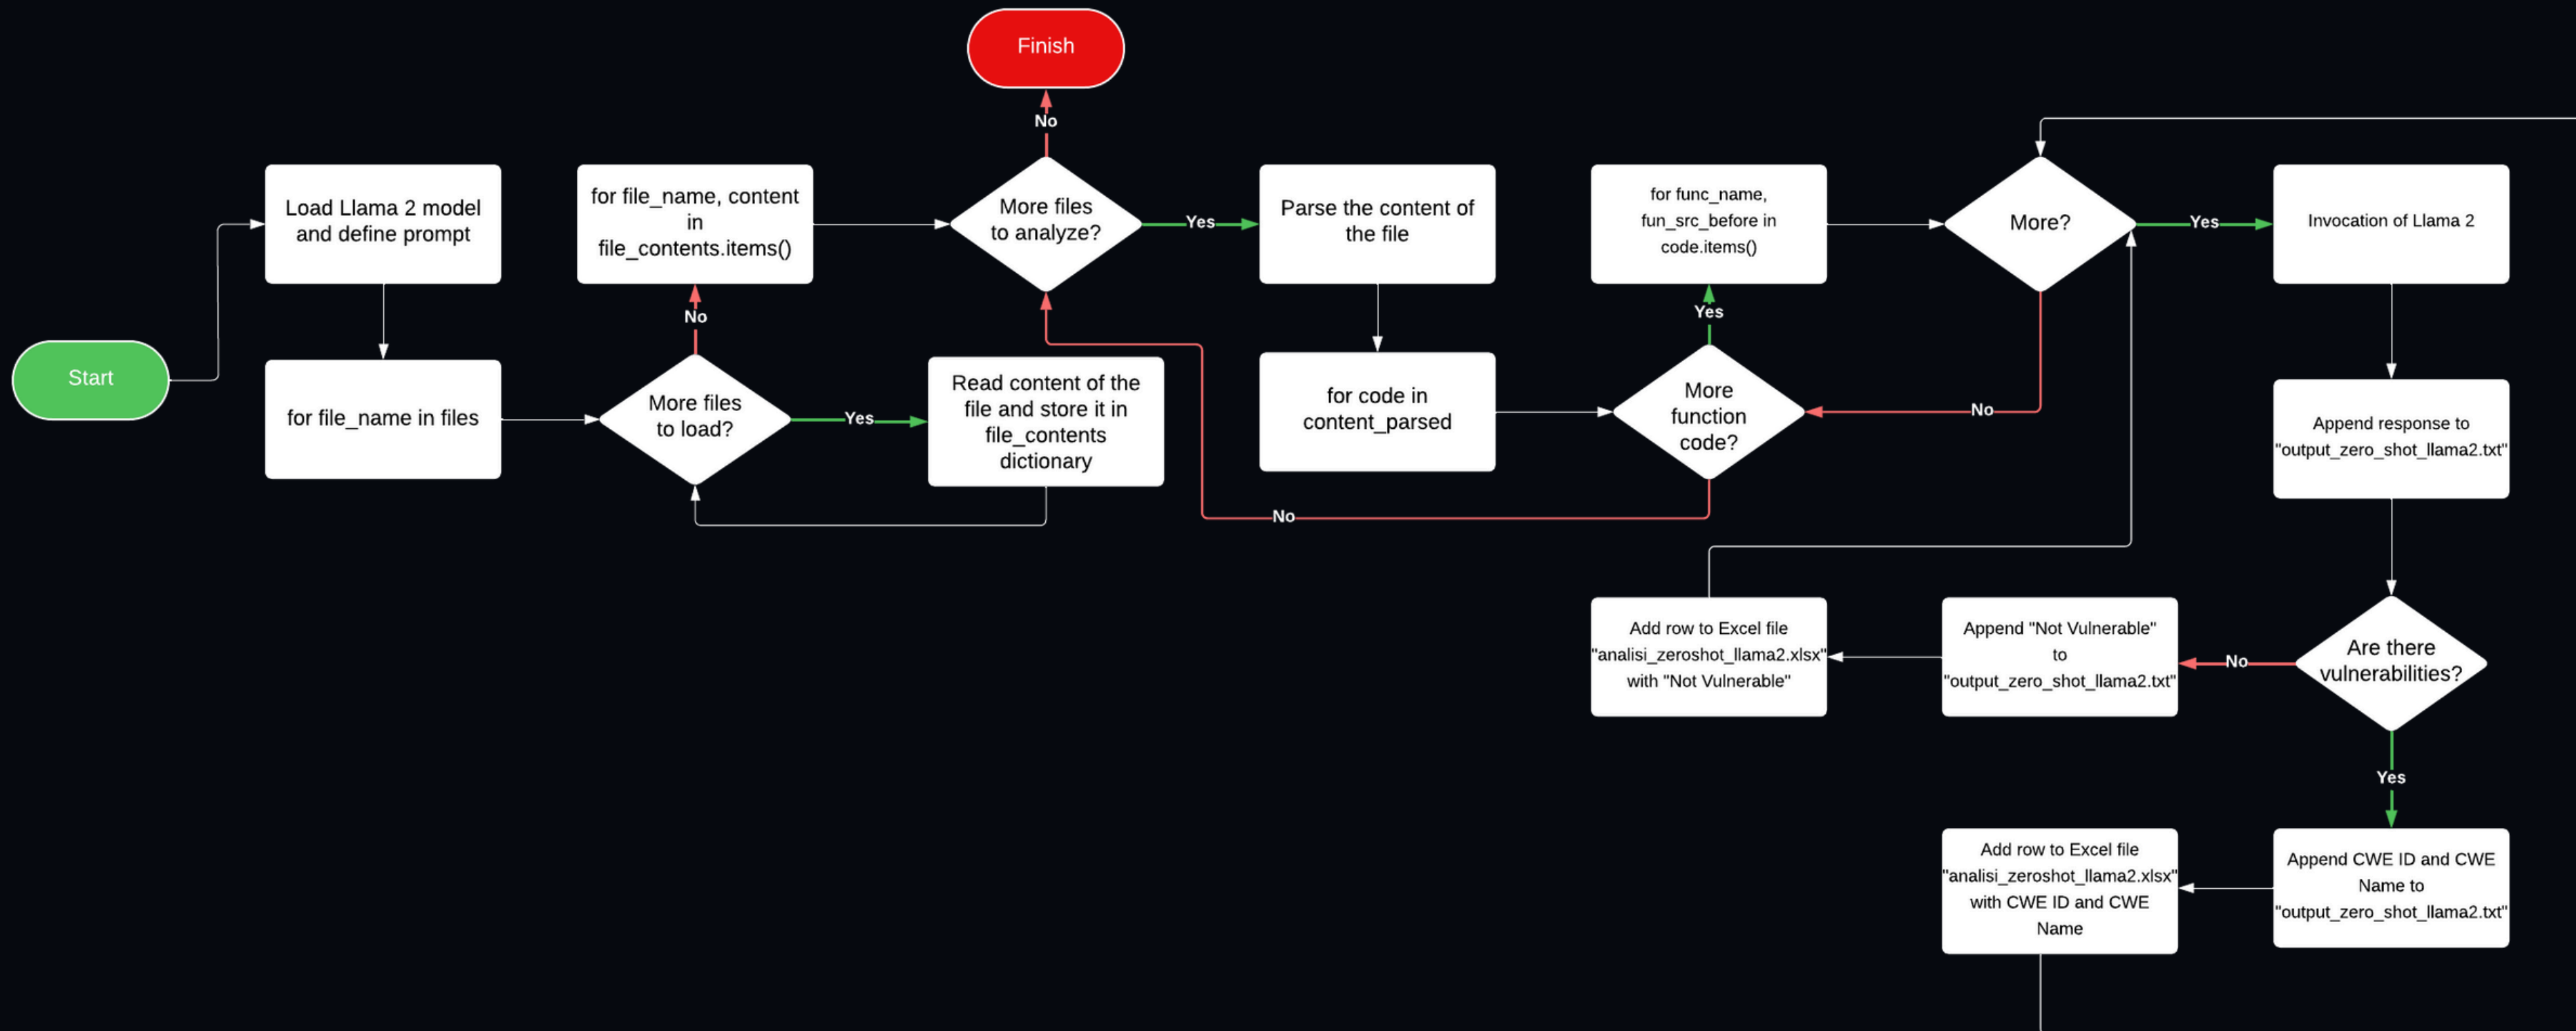 Finish
No
Load Llama 2 model
and define prompt
for file_name, content
in
file_contents.items()
More files
to analyze?
Yes
Parse the content of
the file
for func_name,
fun_src_before in
code.items()
More?
Yes
Invocation of Llama 2
No
Yes
Start
for file_name in files
More files
to load?
Yes
Read content of the
file and store it in
file_contents
dictionary
for code in
content_parsed
More
function
code?
No
Append response to
"output_zero_shot_llama2.txt"
No
Add row to Excel file
"analisi_zeroshot_llama2.xlsx"
with "Not Vulnerable"
Append "Not Vulnerable"
to
"output_zero_shot_llama2.txt"
No
Are there
vulnerabilities?
Yes
Add row to Excel file
"analisi_zeroshot_llama2.xlsx"
with CWE ID and CWE
Name
Append CWE ID and CWE
Name to
"output_zero_shot_llama2.txt"